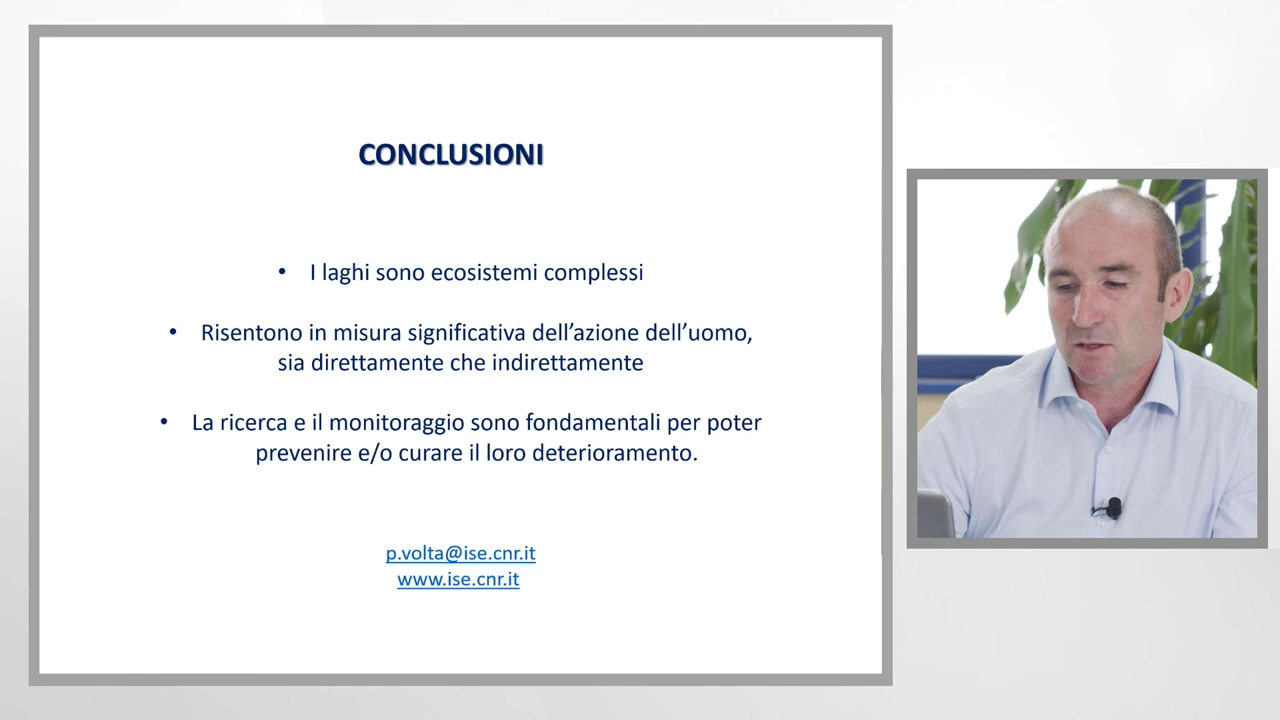 CONCLUSIONI
• I laghi sono ecosistemi complessi
• Risentono in misura significativa dell’azione dell’uomo,
sia direttamente che indirettamente
• La ricerca e il monitoraggio sono fondamentali per poter
prevenire e/o curare il loro deterioramento.
p.volta@ise.cnr.it
www.ise.cnr.it